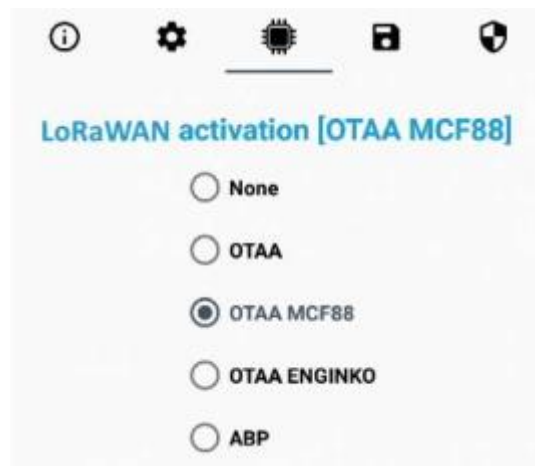 LoRaWAN activation [OTAA MCF88]
None
OTAA
OTAA MCF88
OTAA ENGINKO
ABP